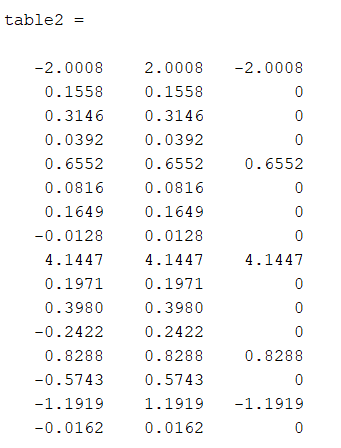 table2 =
-2.0008 2.0008 -2.0008
0.1558 0.1558 0
0.3146 0.3146 0
0.0392 0.0392 0
0.6552 0.6552 0.6552
0.0816 0.0816 0
0.1649 0.1649 0
-0.0128 0.0128 0
4.1447 4.1447 4.1447
0.1971 0.1971 0
0.3980 0.3980 0
-0.2422 0.2422 0
0.8288 0.8288 0.8288
-0.5743 0.5743 0
-1.1919 1.1919 -1.1919
-0.0162 0.0162 0